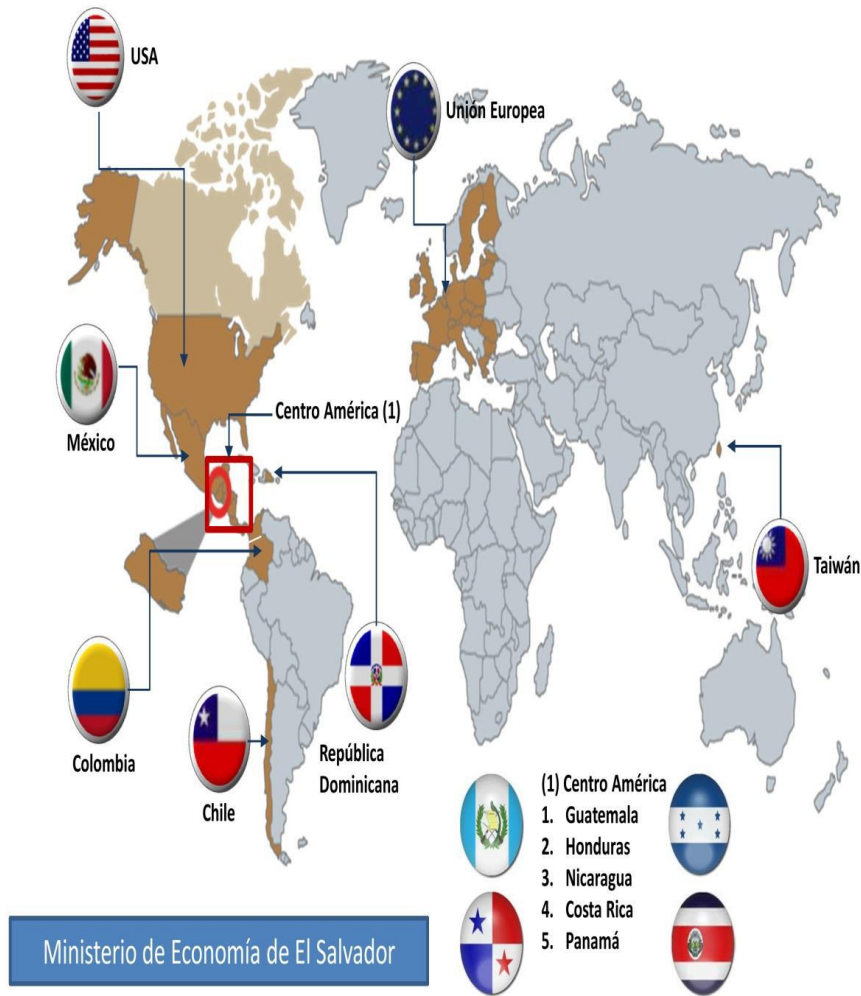 USA
Unión Europea
Centro América (1)
México
Taiwán
República
Dominicana
Colombia
Chile
(1) Centro América
1. Guatemala
2. Honduras
3. Nicaragua
4. Costa Rica
5. Panamá
Ministerio de Economía de El Salvador